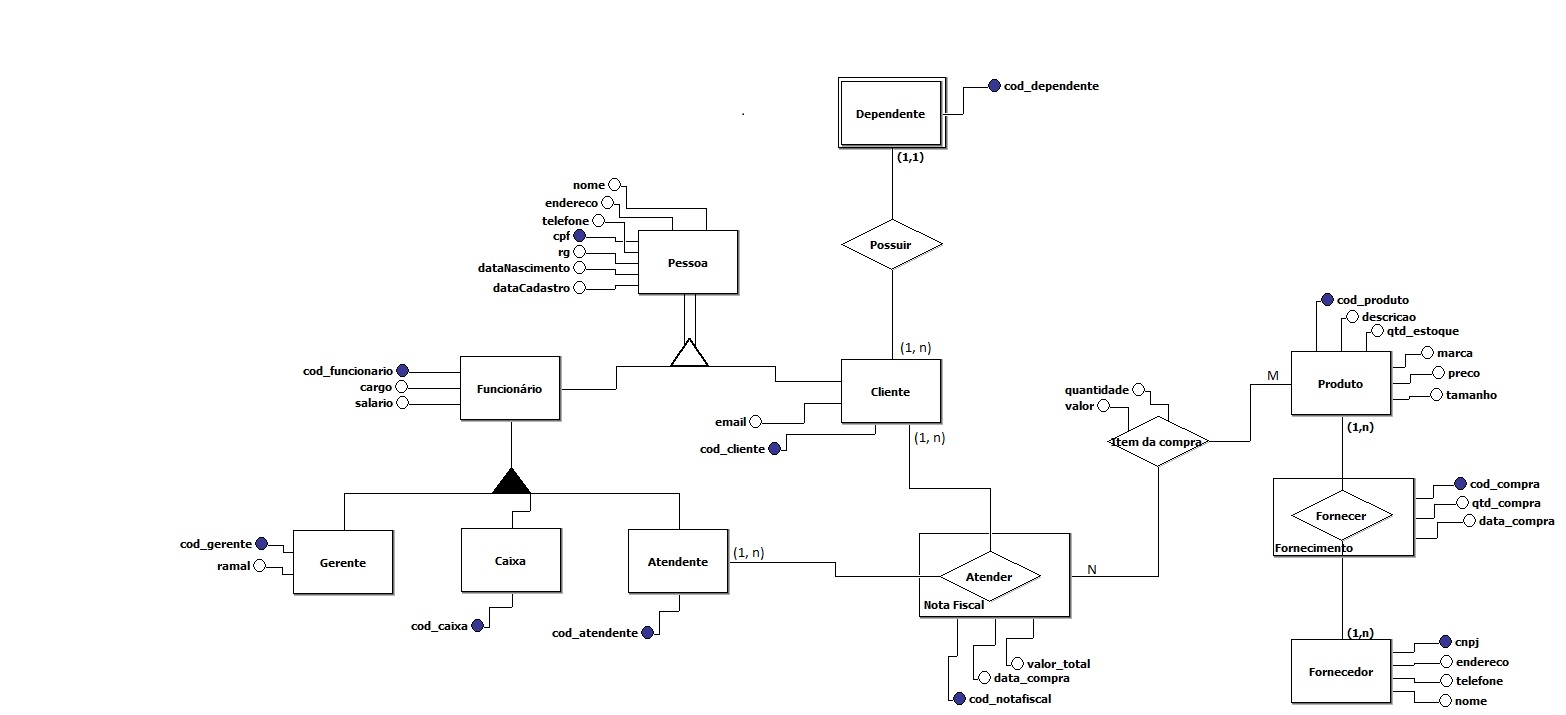 cod_dependente
Dependente
(1,1)
nome
endereco
telefone
cpf
rg
dataNascimento
dataCadastro
Pessoa
Possuir
(1, n)
cod_produto
descricao
qtd_estoque
marca
preco
tamanho
Produto
M
(1,n)
cod_funcionario
cargo
salario
Funcionário
Cliente
email
cod_cliente
(1, n)
quantidade
valor
Item da compra
cod_compra
qtd_compra
data_compra
Fornecer
Fornecimento
cod_gerente
ramal
Gerente
Caixa
cod_caixa
Atendente
(1, n)
cod_atendente
Atender
Nota Fiscal
N
valor_total
data_compra
cod_notafiscal
(1,n)
Fornecedor
cnpj
endereco
telefone
nome